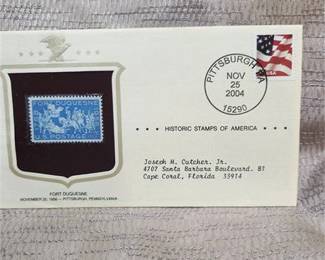 FORT DUQUESNE
U.S. POSTAGE
FORT DUQUESNE
NOVEMBER 25, 1958 — PITTSBURGH, PENNSYLVANIA
PITTSBURGH PA
NOV
25
2004
15290
USA
• • • HISTORIC STAMPS OF AMERICA • • •
Joseph M. Cutcher, Jr.
4707 Santa Barbara Boulevard, B1
Cape Coral, Florida 33914